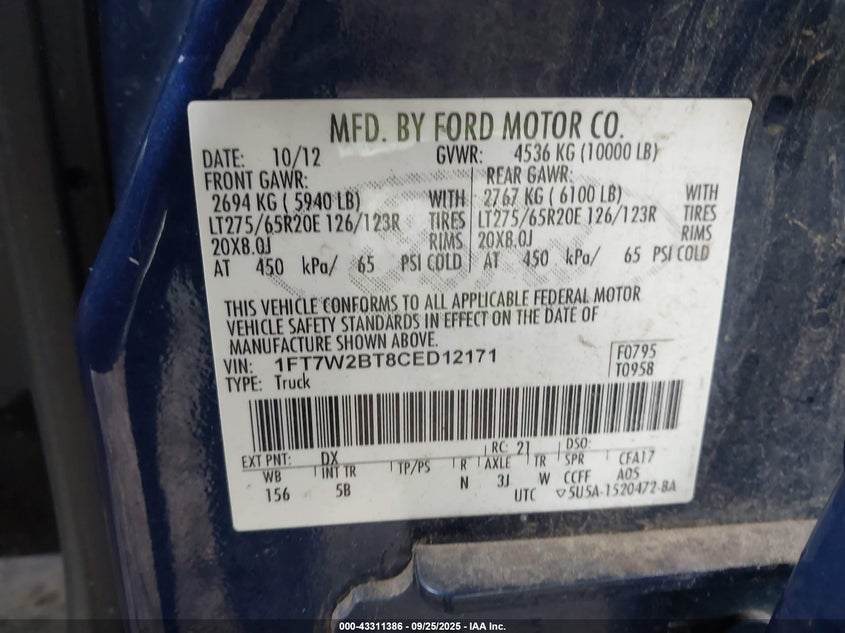 MFD. BY FORD MOTOR CO.
DATE: 10/12 GVWR: 4536 KG (10000 LB)
FRONT GAWR: REAR GAWR:
2694 KG ( 5940 LB) WITH 2767 KG ( 6100 LB) WITH
LT275/65R20E 126/123R TIRES LT275/65R20E 126/123R TIRES
20X8.0J RIMS 20X8.0J RIMS
AT 450 kPa/ 65 PSI COLD AT 450 kPa/ 65 PSI COLD
THIS VEHICLE CONFORMS TO ALL APPLICABLE FEDERAL MOTOR
VEHICLE SAFETY STANDARDS IN EFFECT ON THE DATE OF
MANUFACTURE SHOWN ABOVE.
VIN: 1FT7W2BT8CED12171 F0795
TYPE: Truck T0958
EXT PNT: DX RC: 21 DSO:
WB INT TR TP/PS R AXLE TR SPR CFA17
156 5B N 3J W CCFF A05
UTC ▽5U5A-1520472-BA
000-43311386 - 09/25/2025 - IAA Inc.